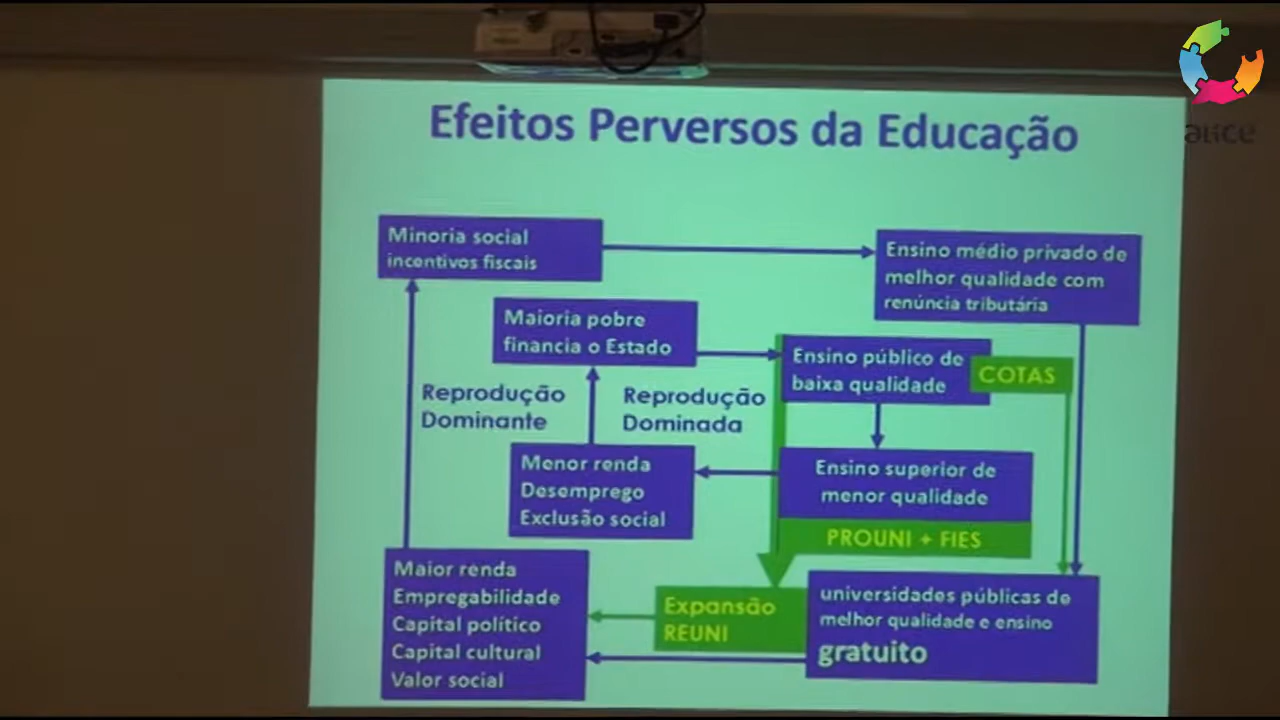 alice
Efeitos Perversos da Educação
Minoria social
incentivos fiscais
Ensino médio privado de
melhor qualidade com
renúncia tributária
Maioria pobre
financia o Estado
Ensino público de
baixa qualidade
COTAS
Reprodução
Dominante
Reprodução
Dominada
Menor renda
Desemprego
Exclusão social
Ensino superior de
menor qualidade
PROUNI + FIES
Maior renda
Empregabilidade
Capital político
Capital cultural
Valor social
Expansão
REUNI
universidades públicas de
melhor qualidade e ensino
gratuito